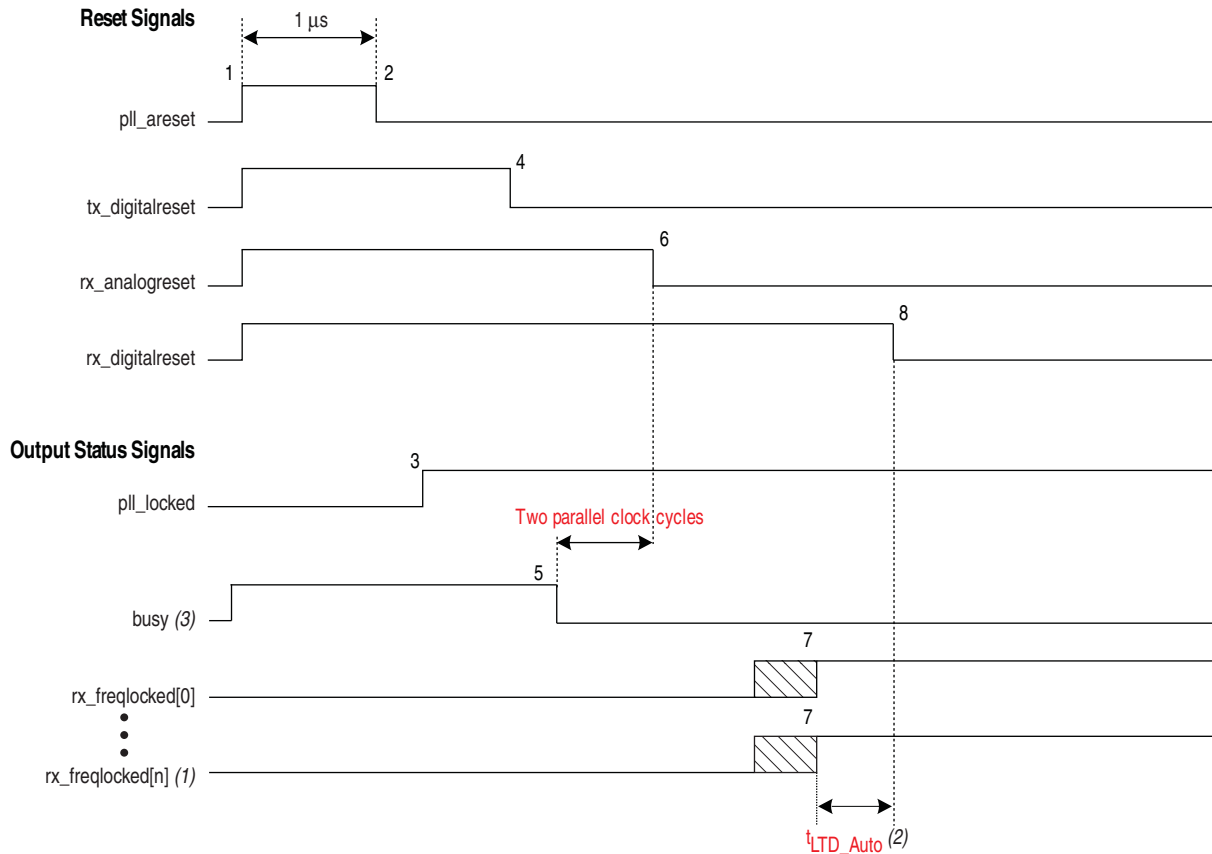 Reset Signals
1 μs
1
2
pll_areset
4
tx_digitalreset
6
rx_analogreset
8
rx_digitalreset
Output Status Signals
3
pll_locked
Two parallel clock cycles
5
busy (3)
7
rx_freqlocked[0]
7
rx_freqlocked[n] (1)
tLTD_Auto (2)